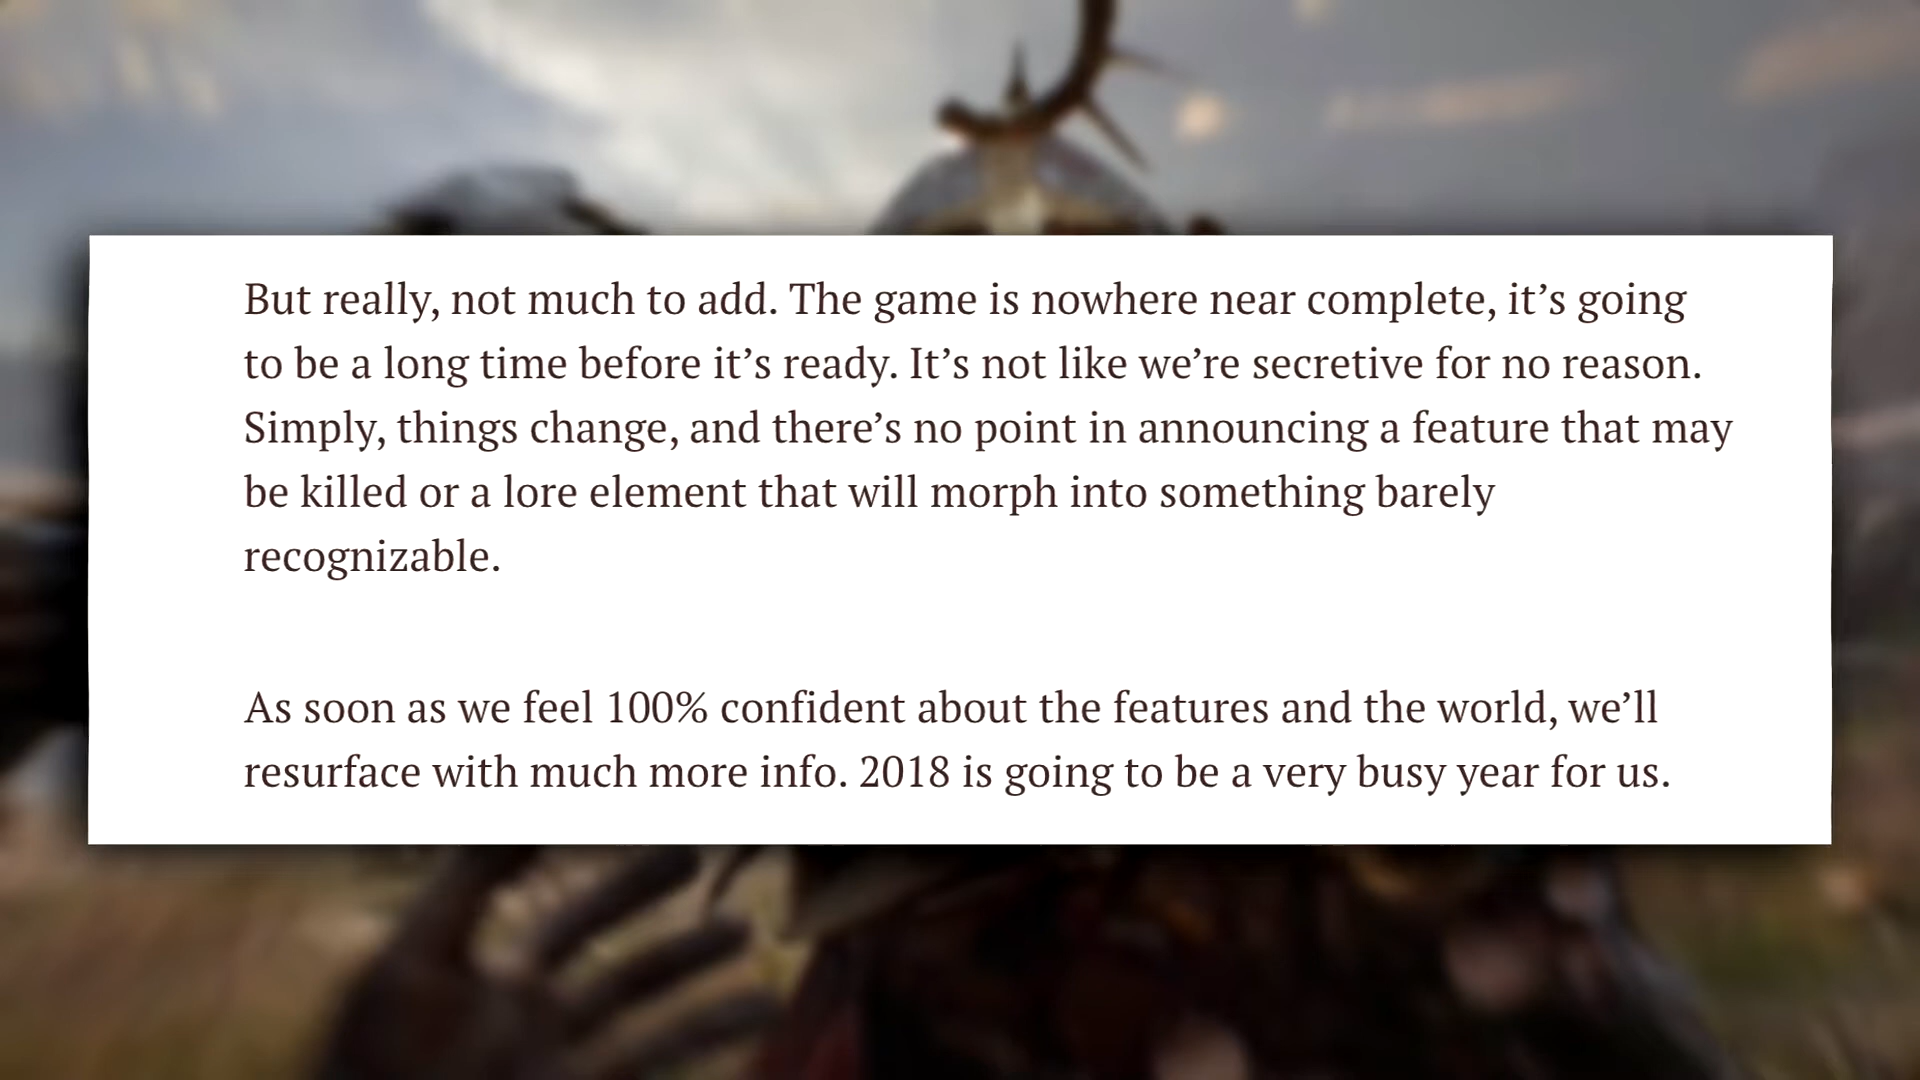 But really, not much to add. The game is nowhere near complete, it’s going
to be a long time before it’s ready. It’s not like we’re secretive for no reason.
Simply, things change, and there’s no point in announcing a feature that may
be killed or a lore element that will morph into something barely
recognizable.
As soon as we feel 100% confident about the features and the world, we’ll
resurface with much more info. 2018 is going to be a very busy year for us.